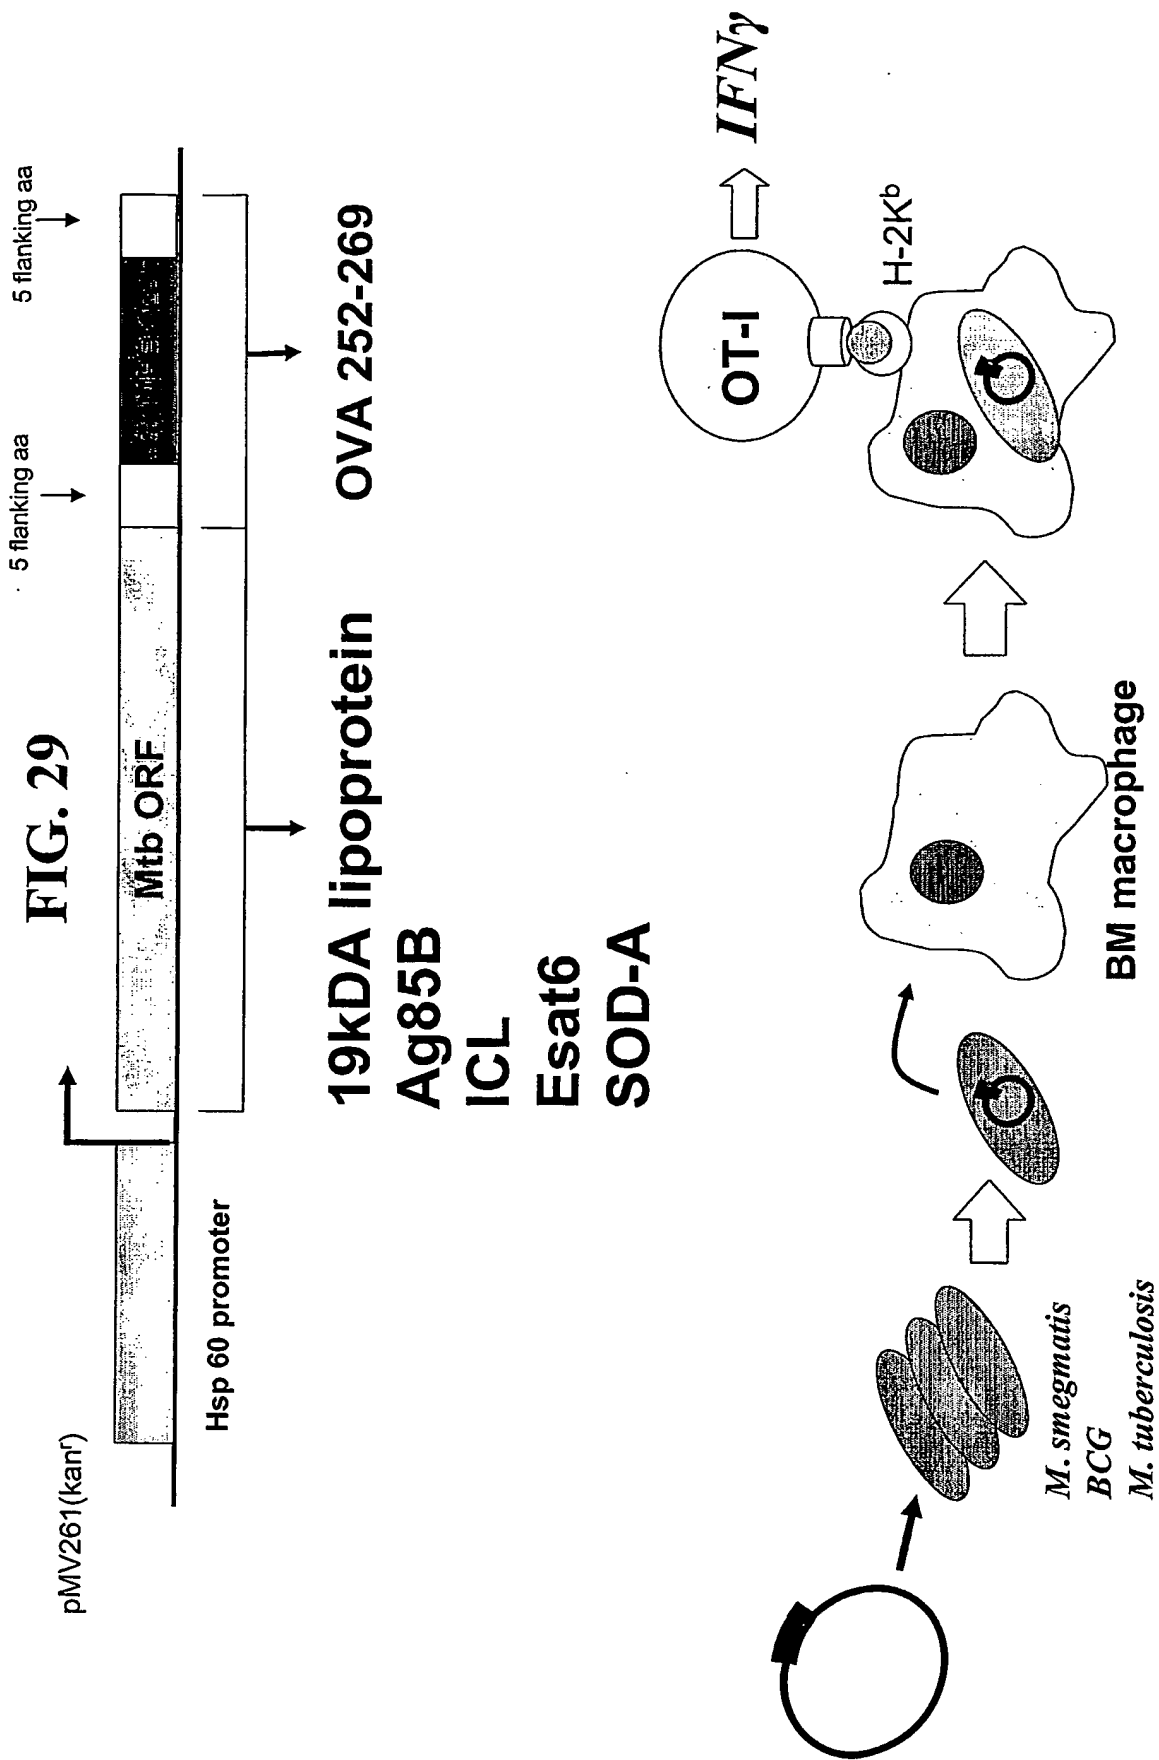 FIG. 29
pMV261(kanʳ)
5 flanking aa
5 flanking aa
Mtb ORF
Hsp 60 promoter
19kDA lipoprotein
Ag85B
ICL
Esat6
SOD-A
OVA 252-269
M. smegmatis
BCG
M. tuberculosis
BM macrophage
OT-I
H-2Kᵇ
IFNγ